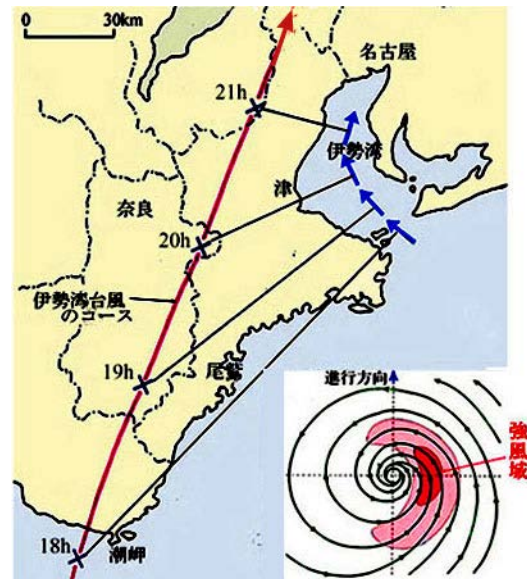 0 30km
名古屋
21h
伊勢湾
津
奈良
20h
伊勢湾台風
のコース
19h
尾鷲
進行方向
強風域
18h
潮岬